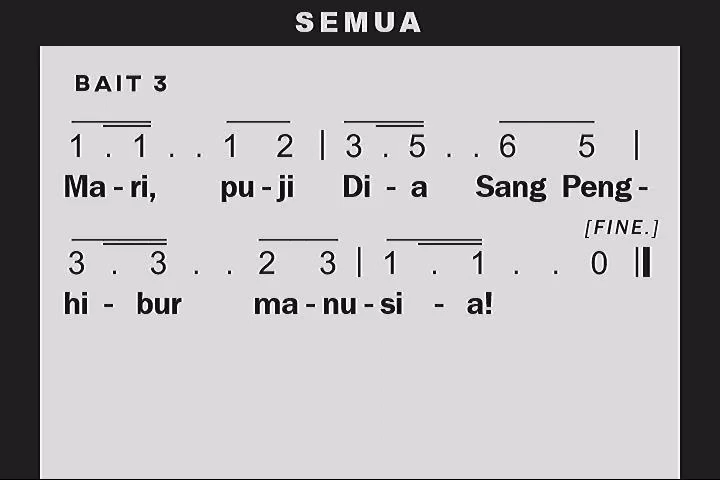 SEMUA
BAIT 3
1 . 1 . . 1 2 | 3 . 5 . . 6 5 |
Ma - ri, pu - ji Di - a Sang Peng -
[FINE.]
3 . 3 . . 2 3 | 1 . 1 . . 0 ||
hi - bur ma - nu - si - a!